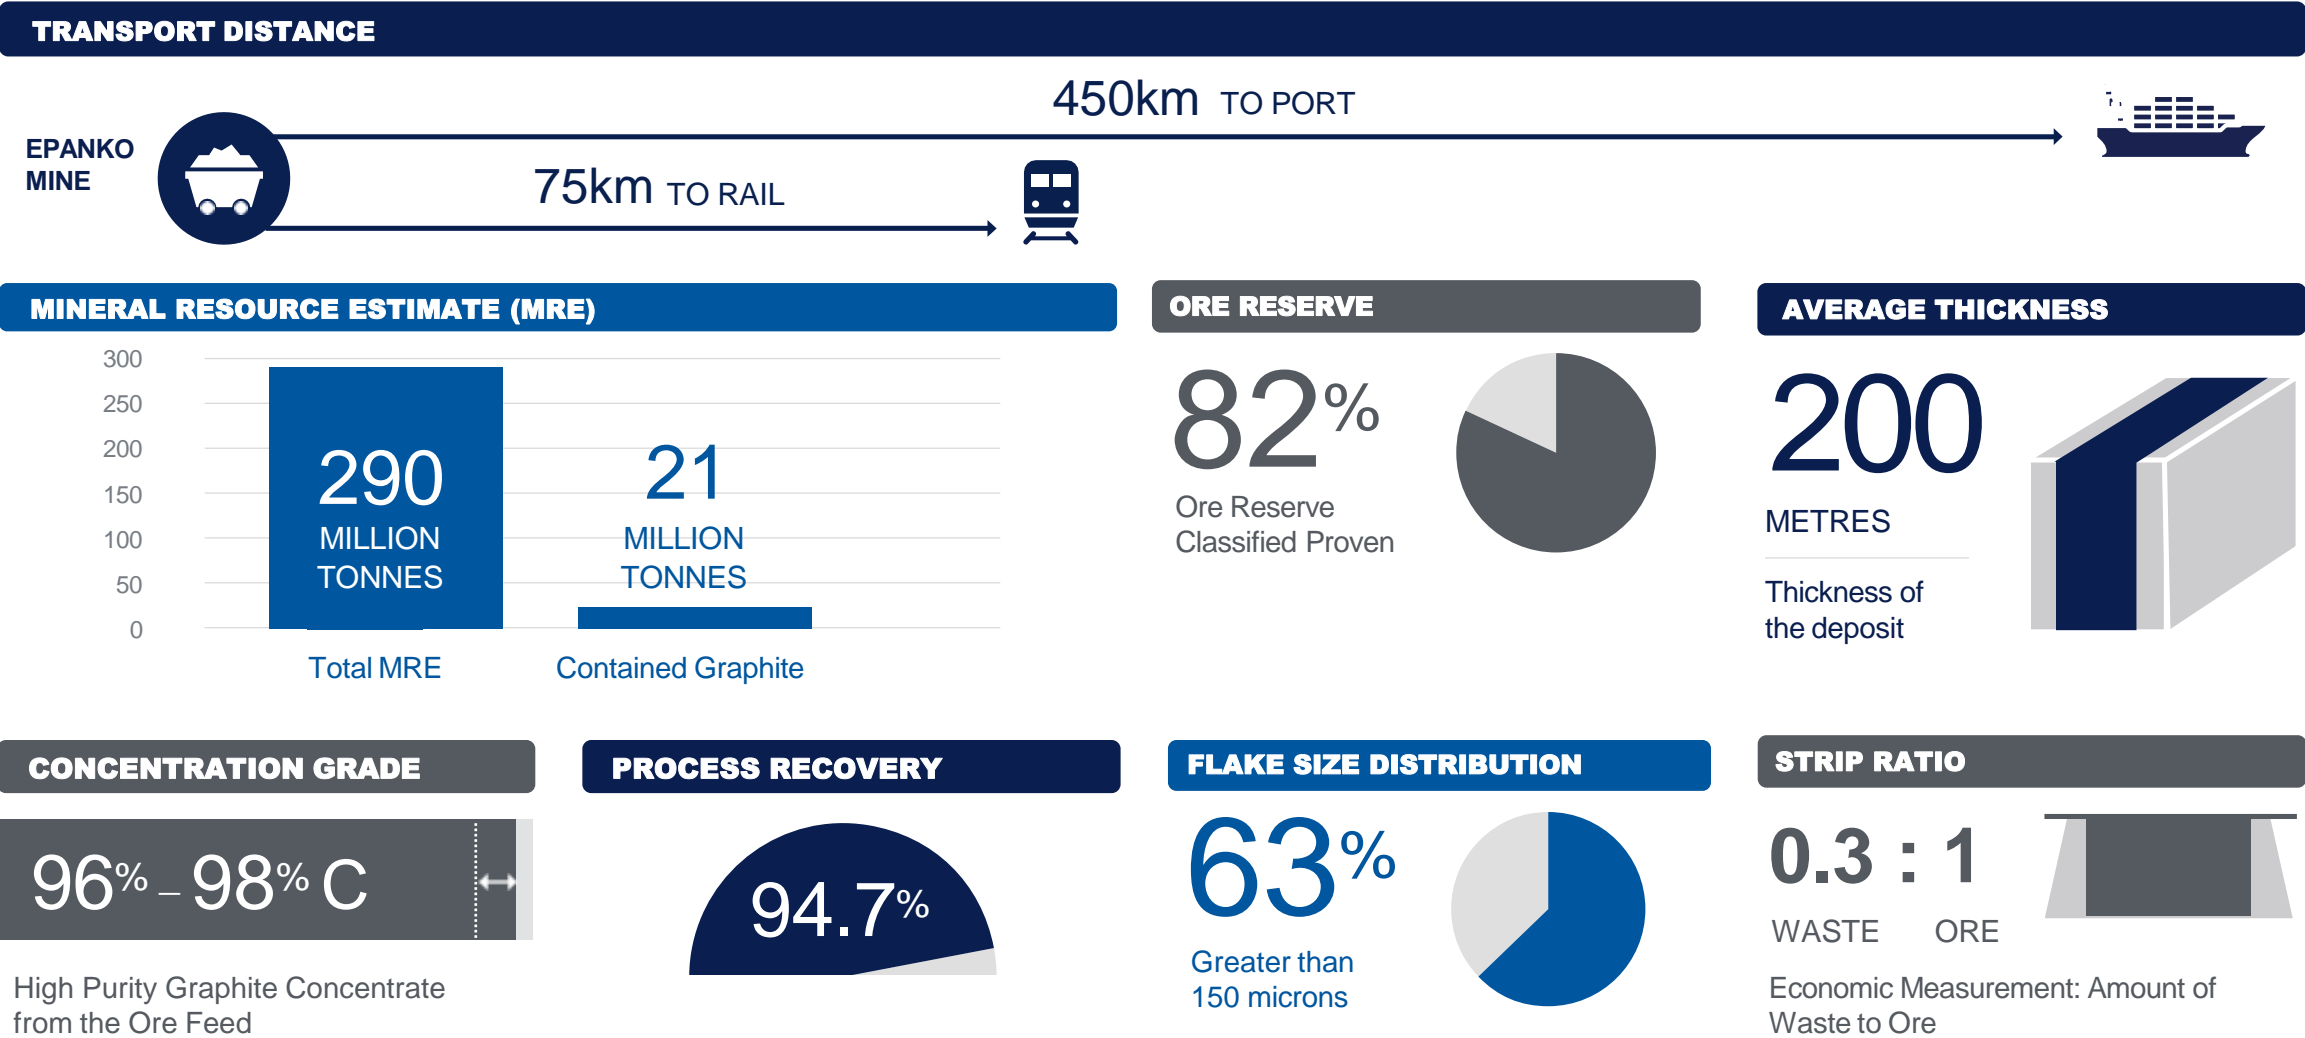 TRANSPORT DISTANCE
450km TO PORT
EPANKO
MINE
75km TO RAIL
MINERAL RESOURCE ESTIMATE (MRE)
300
250
200
150
100
50
0
290
MILLION
TONNES
21
MILLION
TONNES
Total MRE
Contained Graphite
ORE RESERVE
82%
Ore Reserve
Classified Proven
AVERAGE THICKNESS
200
METRES
Thickness of
the deposit
CONCENTRATION GRADE
96% – 98% C
High Purity Graphite Concentrate
from the Ore Feed
PROCESS RECOVERY
94.7%
FLAKE SIZE DISTRIBUTION
63%
Greater than
150 microns
STRIP RATIO
0.3 : 1
WASTE ORE
Economic Measurement: Amount of
Waste to Ore